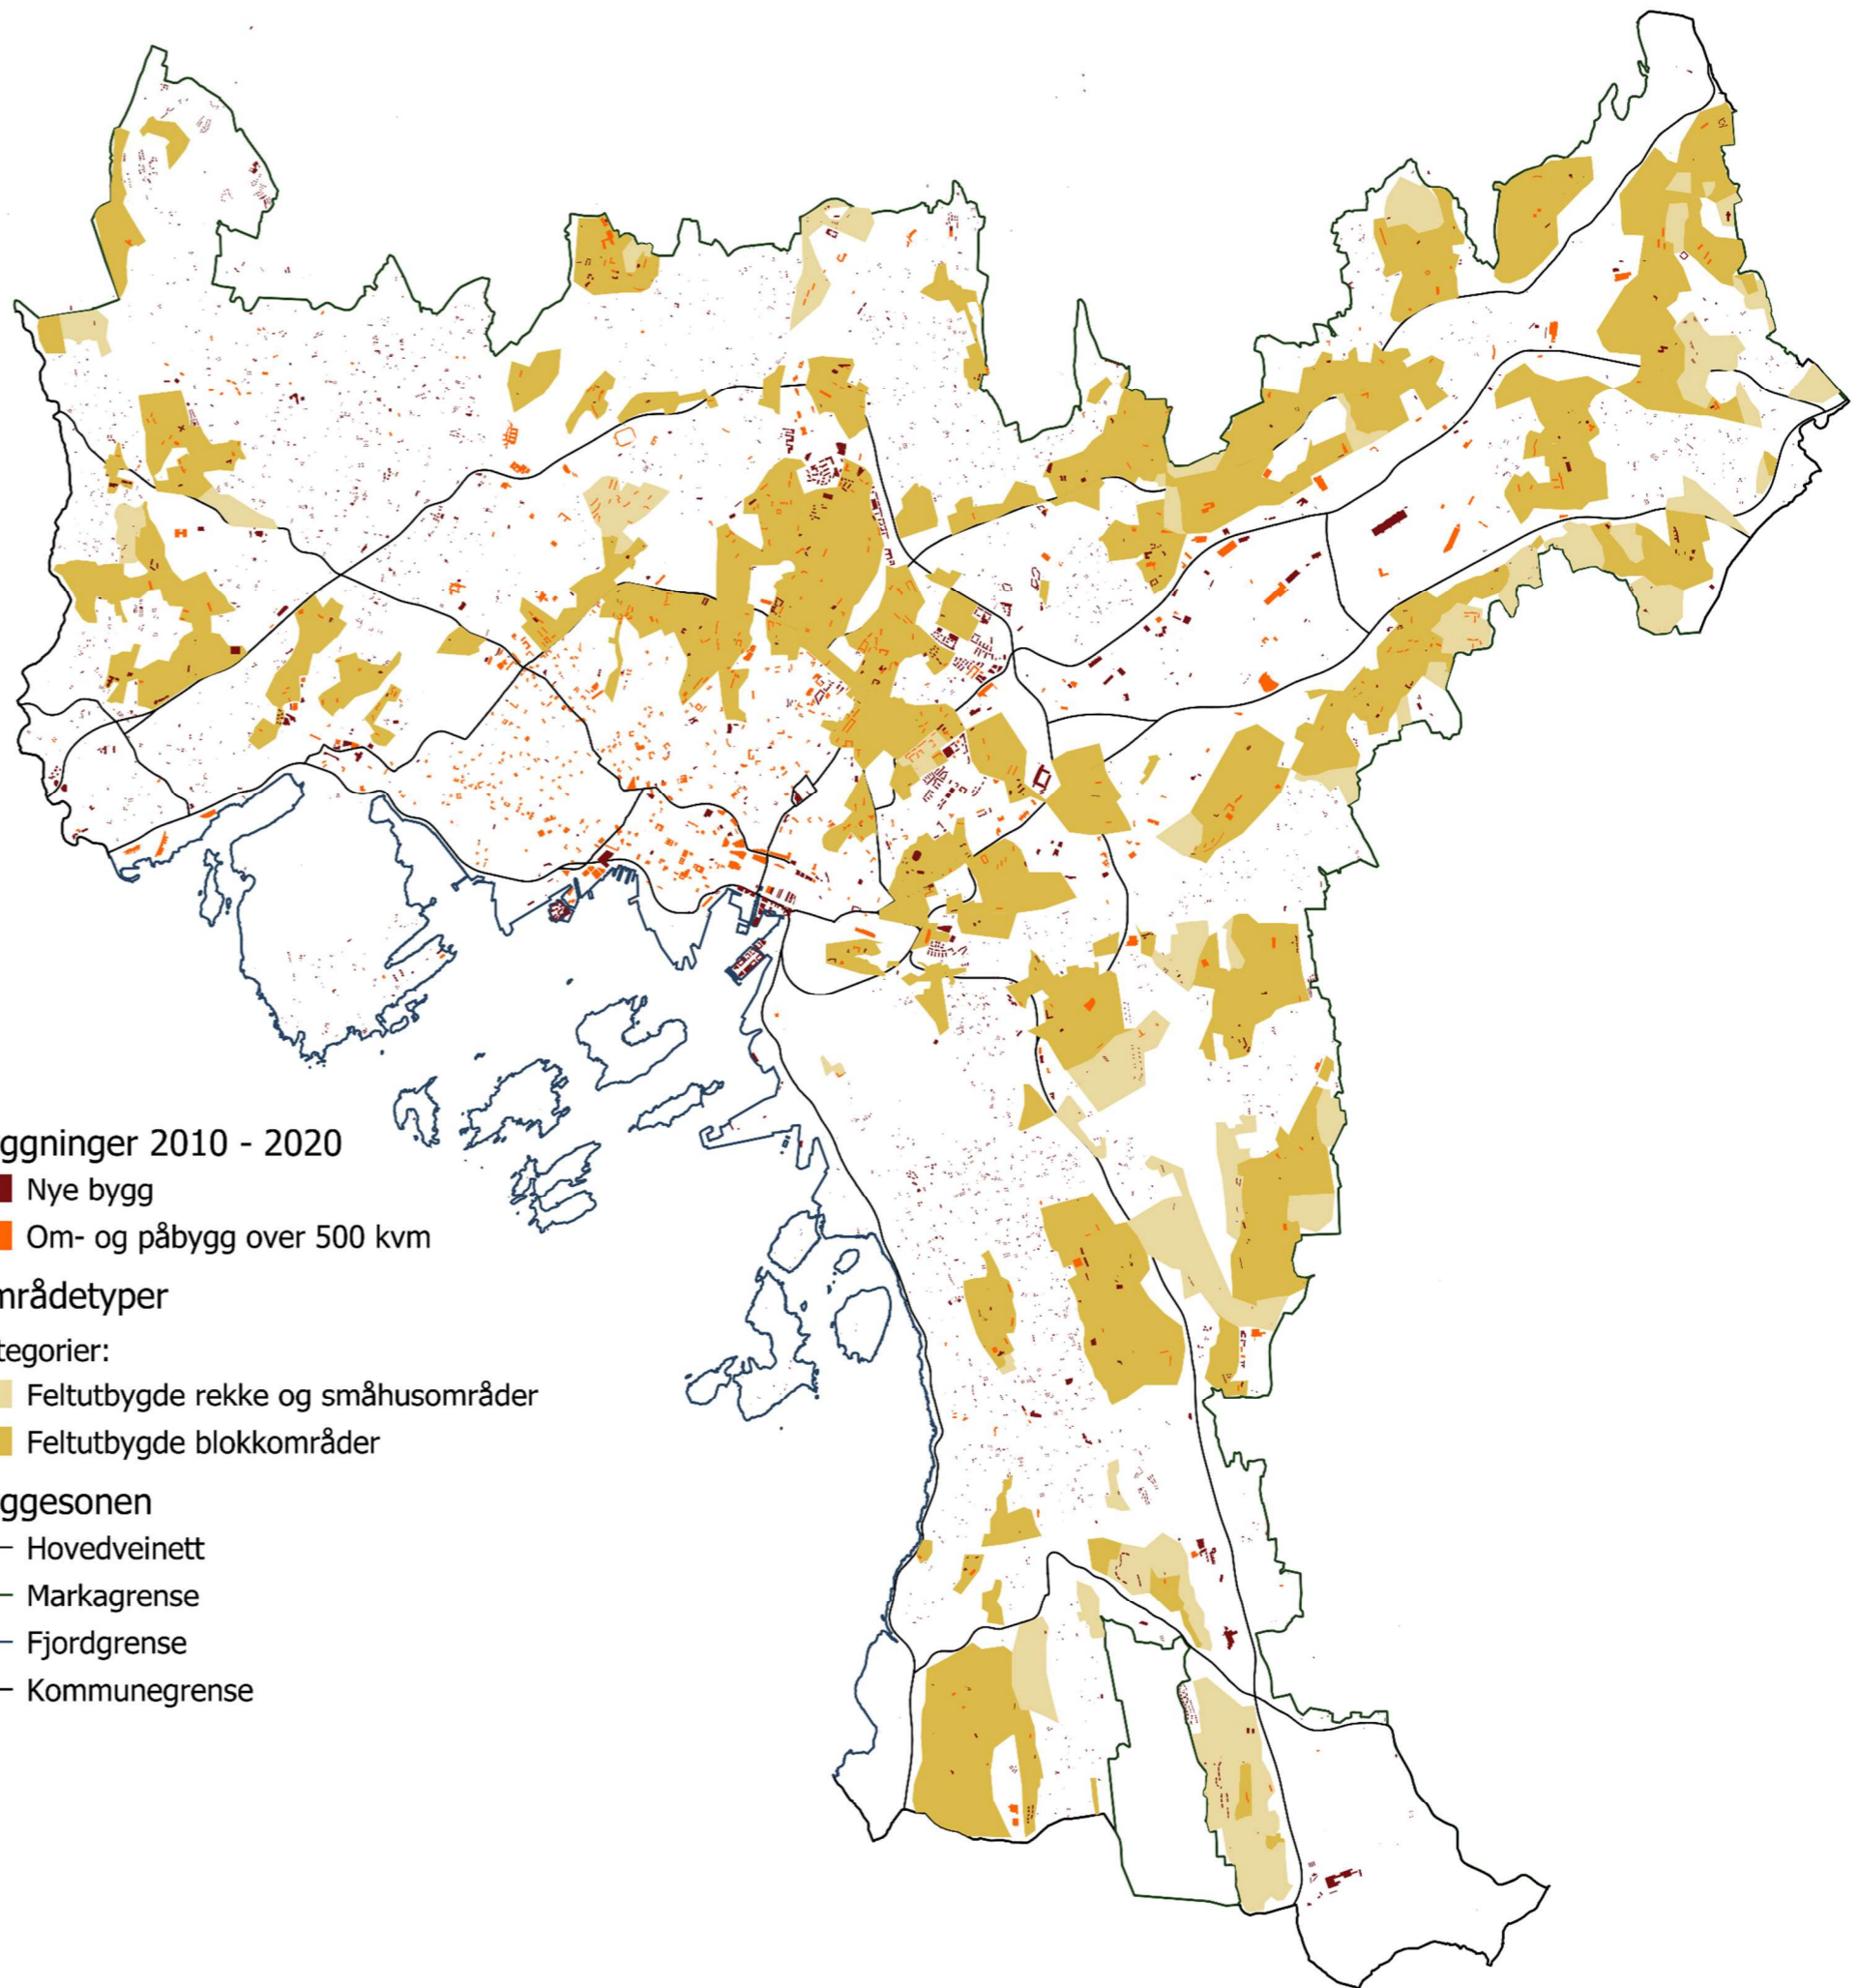 ggninger 2010 - 2020
Nye bygg
Om- og påbygg over 500 kvm
mrådetyper
tegorier:
Feltutbygde rekke og småhusområder
Feltutbygde blokkområder
ggesonen
Hovedveinett
Markagrense
Fjordgrense
Kommunegrense